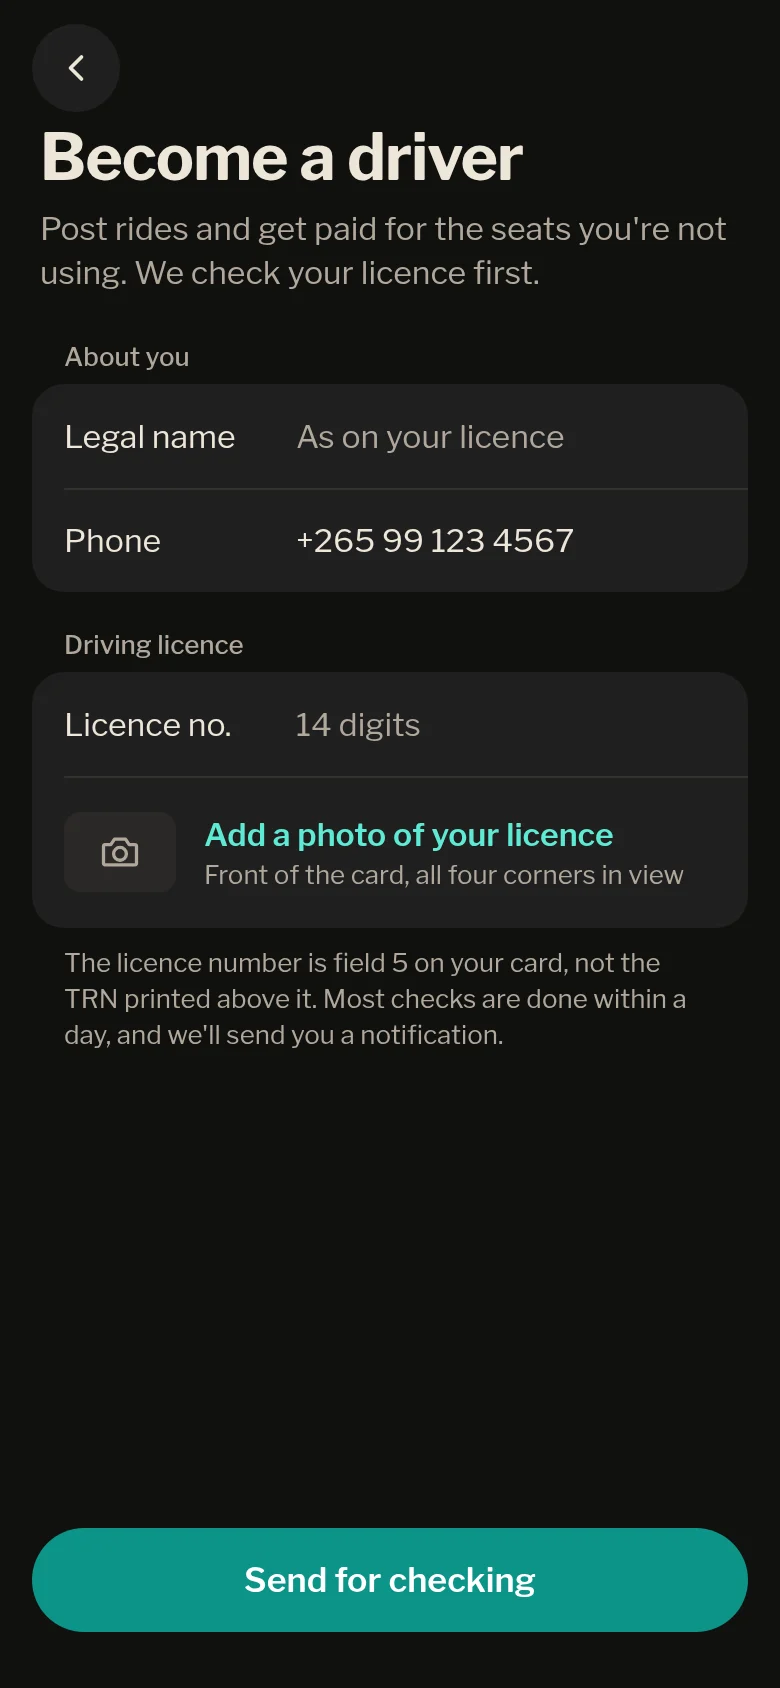 Become a driver
Post rides and get paid for the seats you're not
using. We check your licence first.
About you
Legal name As on your licence
Phone +265 99 123 4567
Driving licence
Licence no. 14 digits
Add a photo of your licence
Front of the card, all four corners in view
The licence number is field 5 on your card, not the
TRN printed above it. Most checks are done within a
day, and we'll send you a notification.
Send for checking